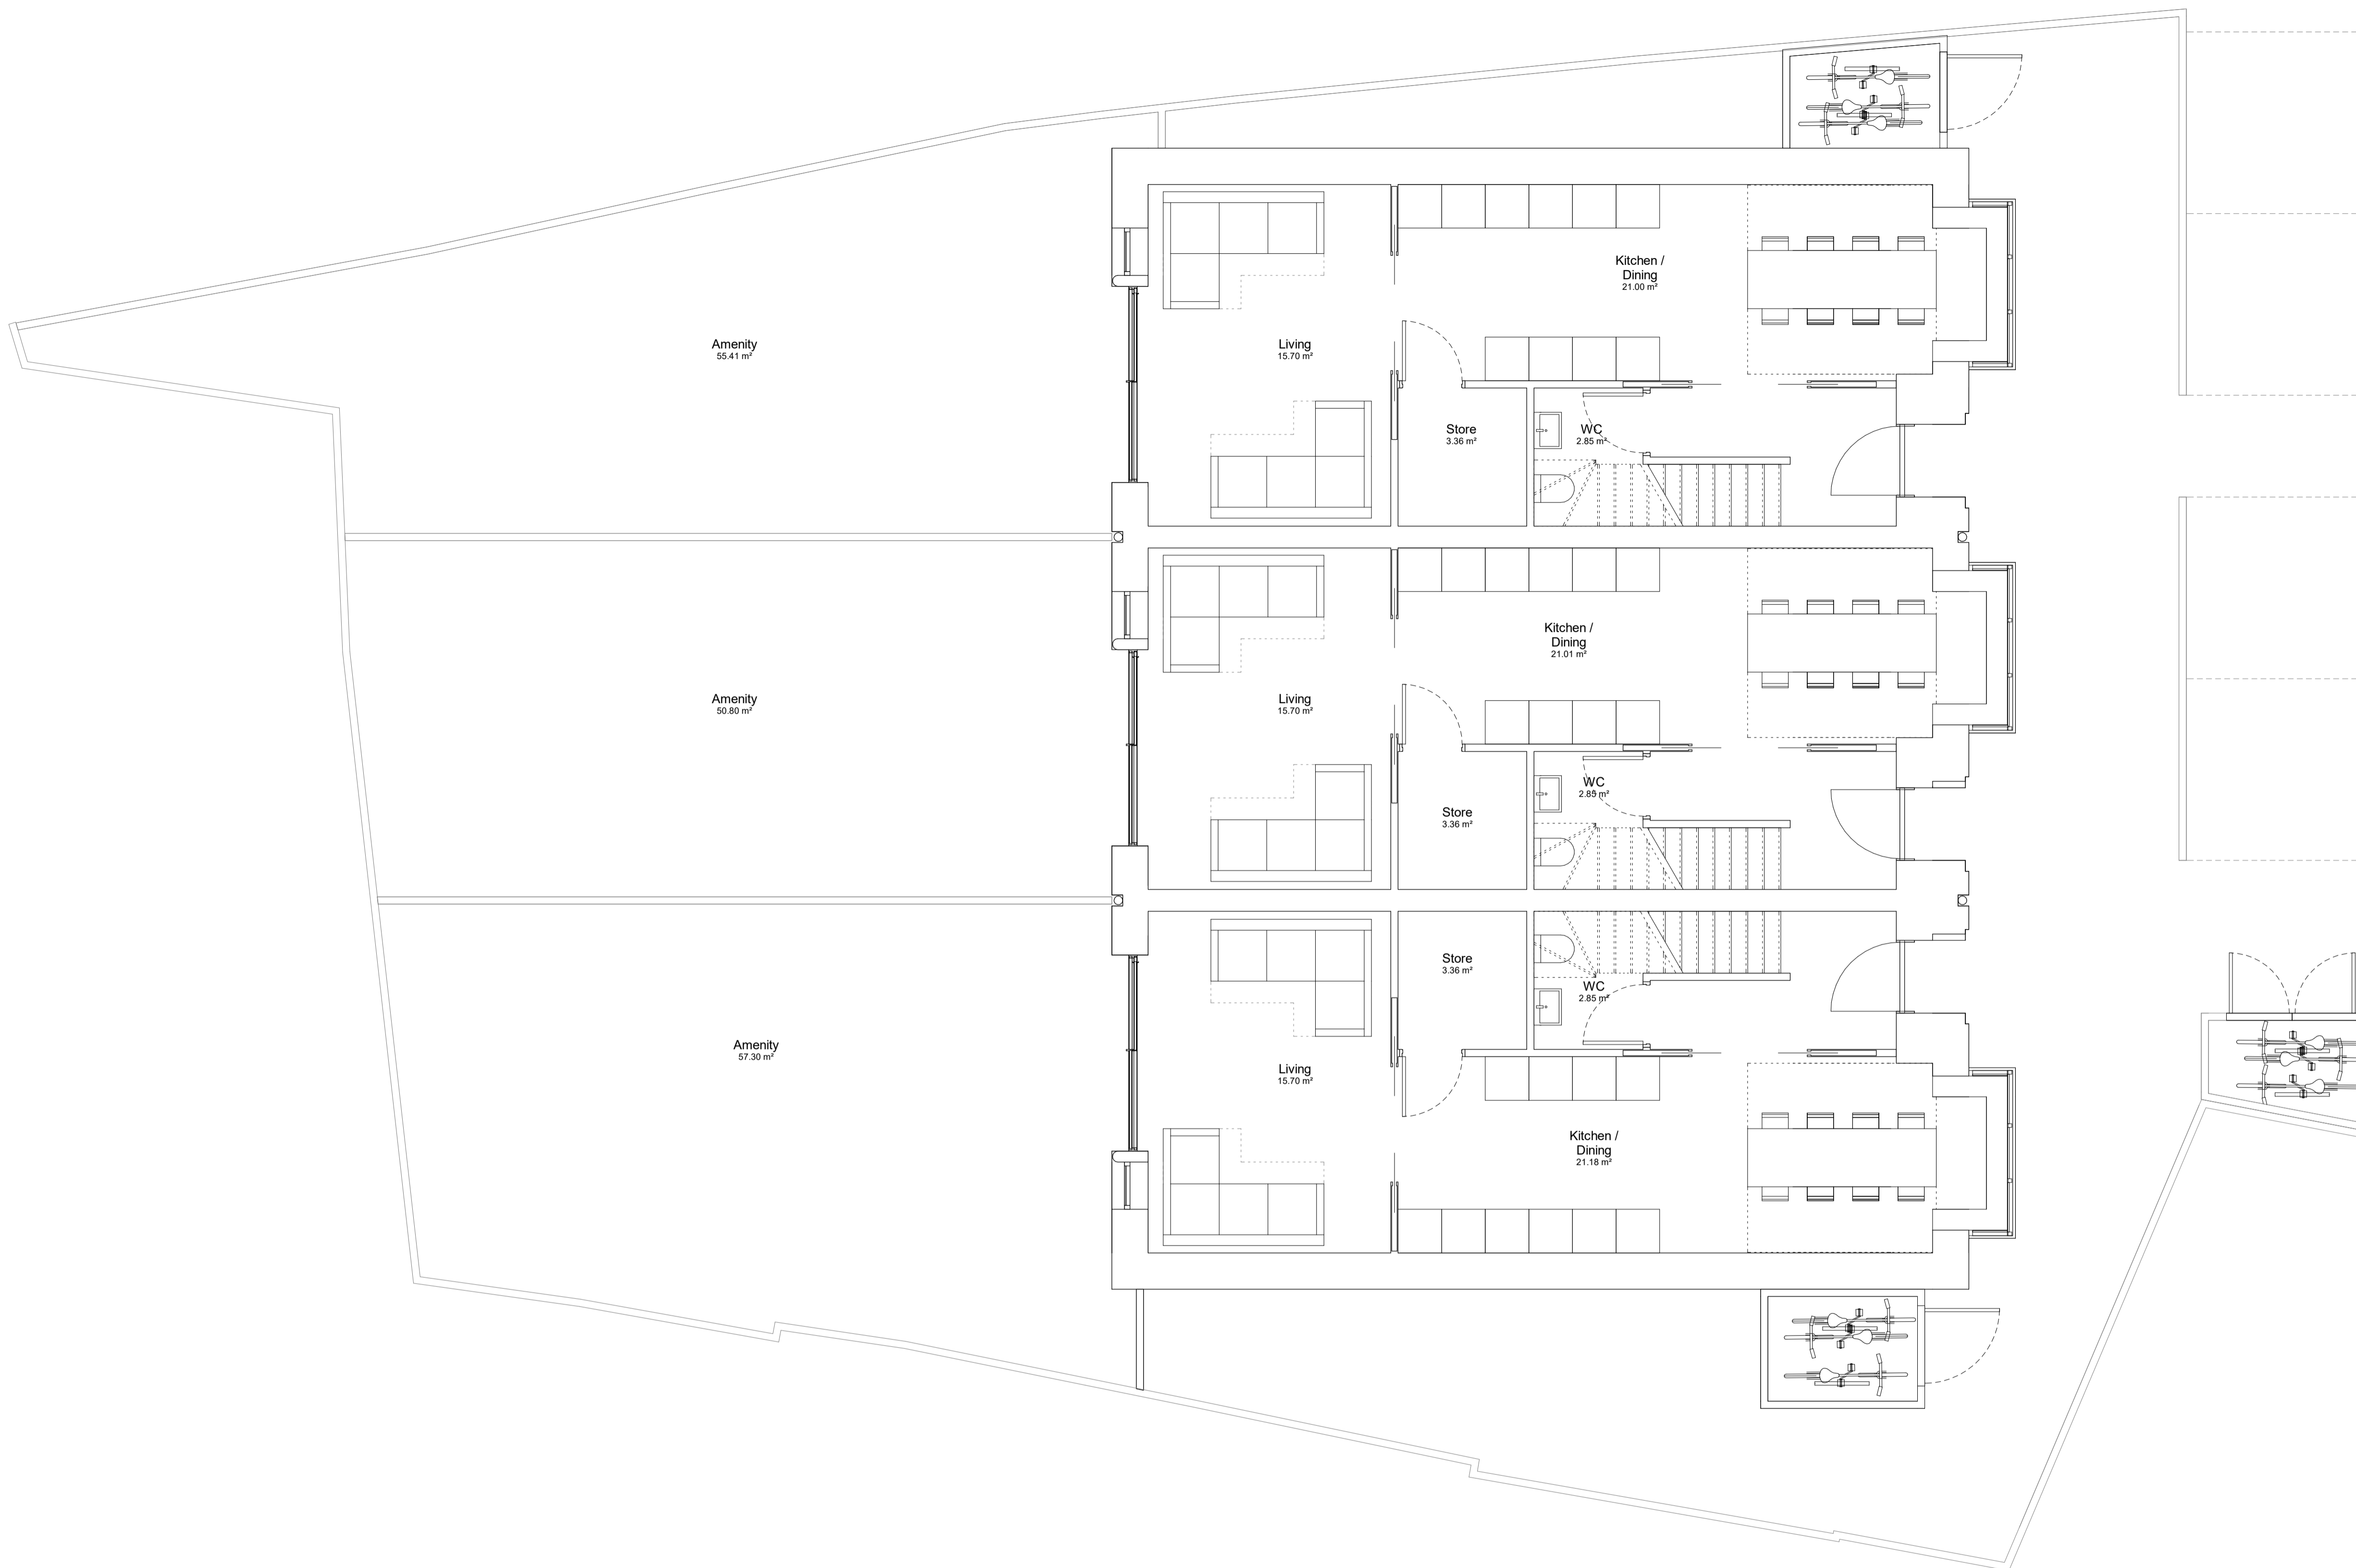 Kitchen /
Dining
21.00 m²
Amenity
55.41 m²
Living
15.70 m²
Store
3.36 m²
WC
2.85 m²
Kitchen /
Dining
21.01 m²
Amenity
50.80 m²
Living
15.70 m²
WC
2.85 m²
Store
3.36 m²
Store
3.36 m²
WC
2.85 m²
Amenity
57.30 m²
Living
15.70 m²
Kitchen /
Dining
21.18 m²